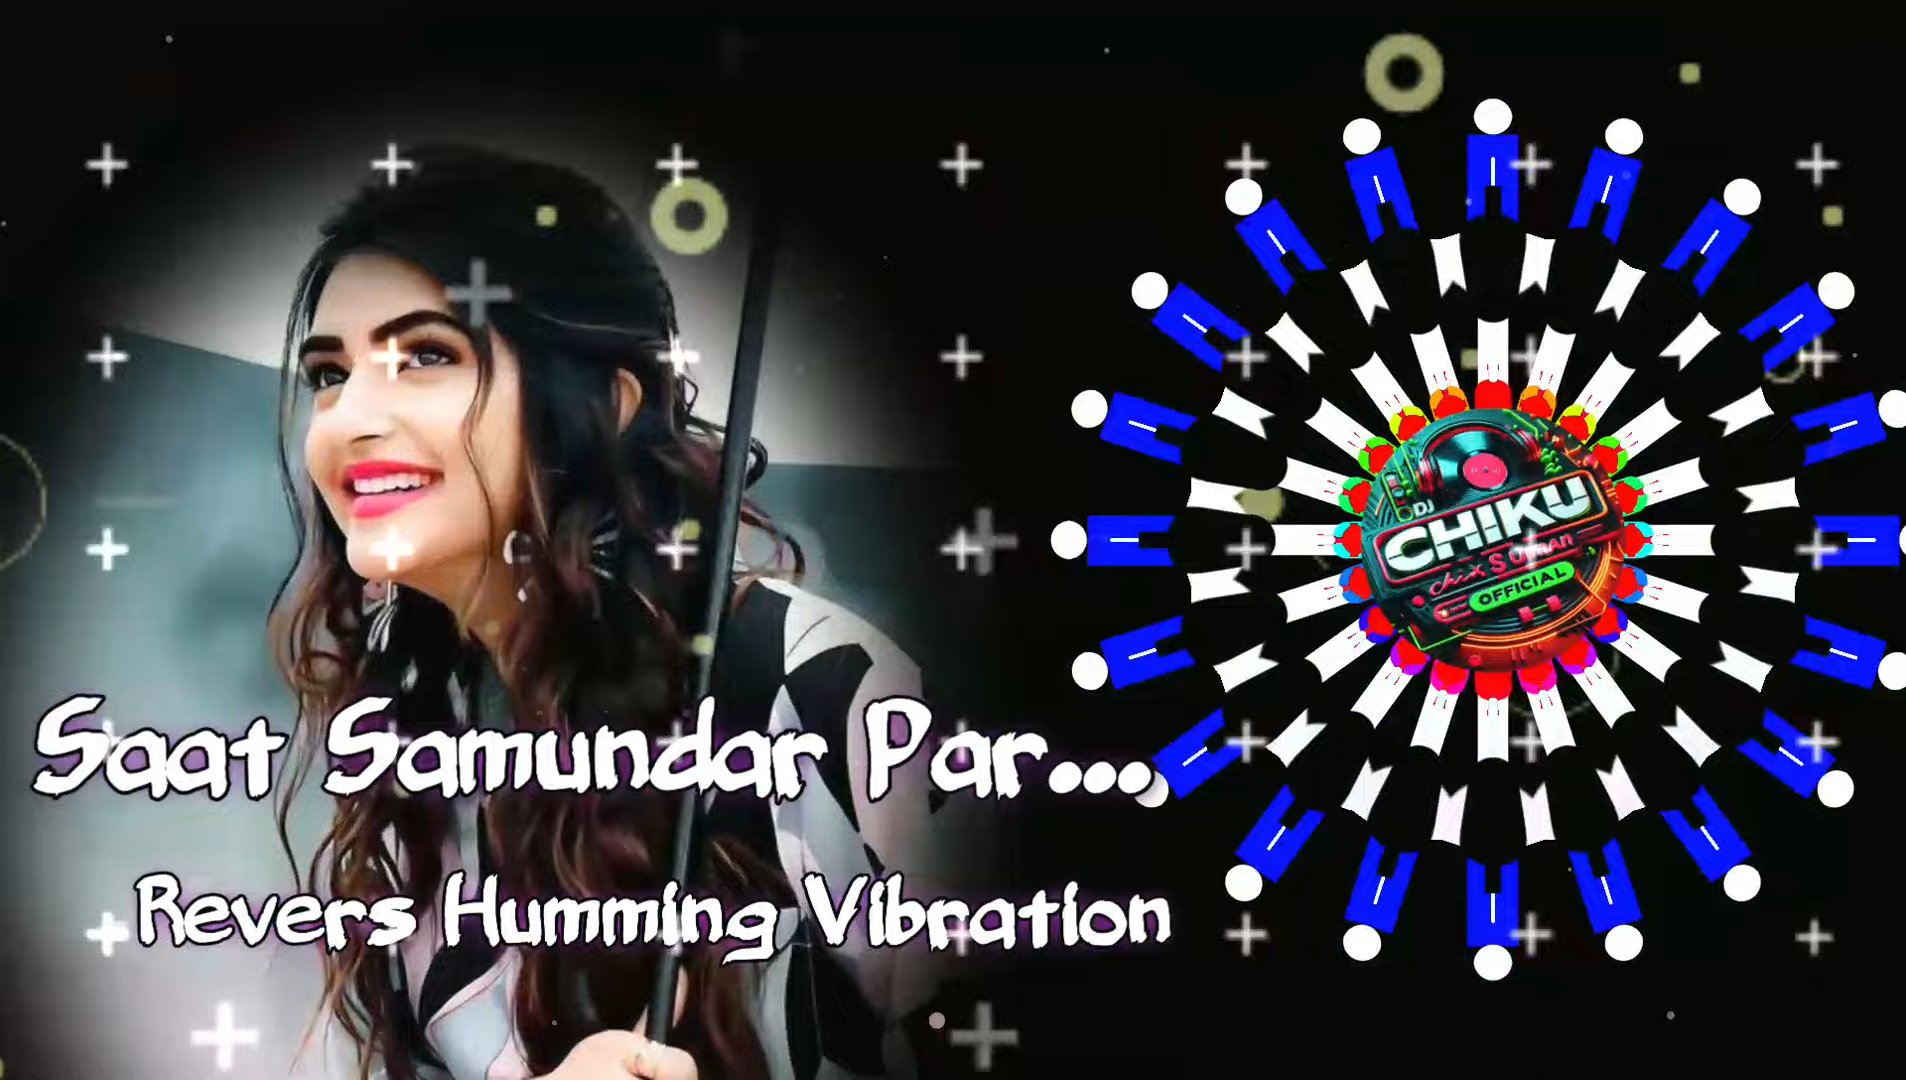 Saat Samundar Par...
Revers Humming Vibration
DJ
CHIKU
OFFICIAL